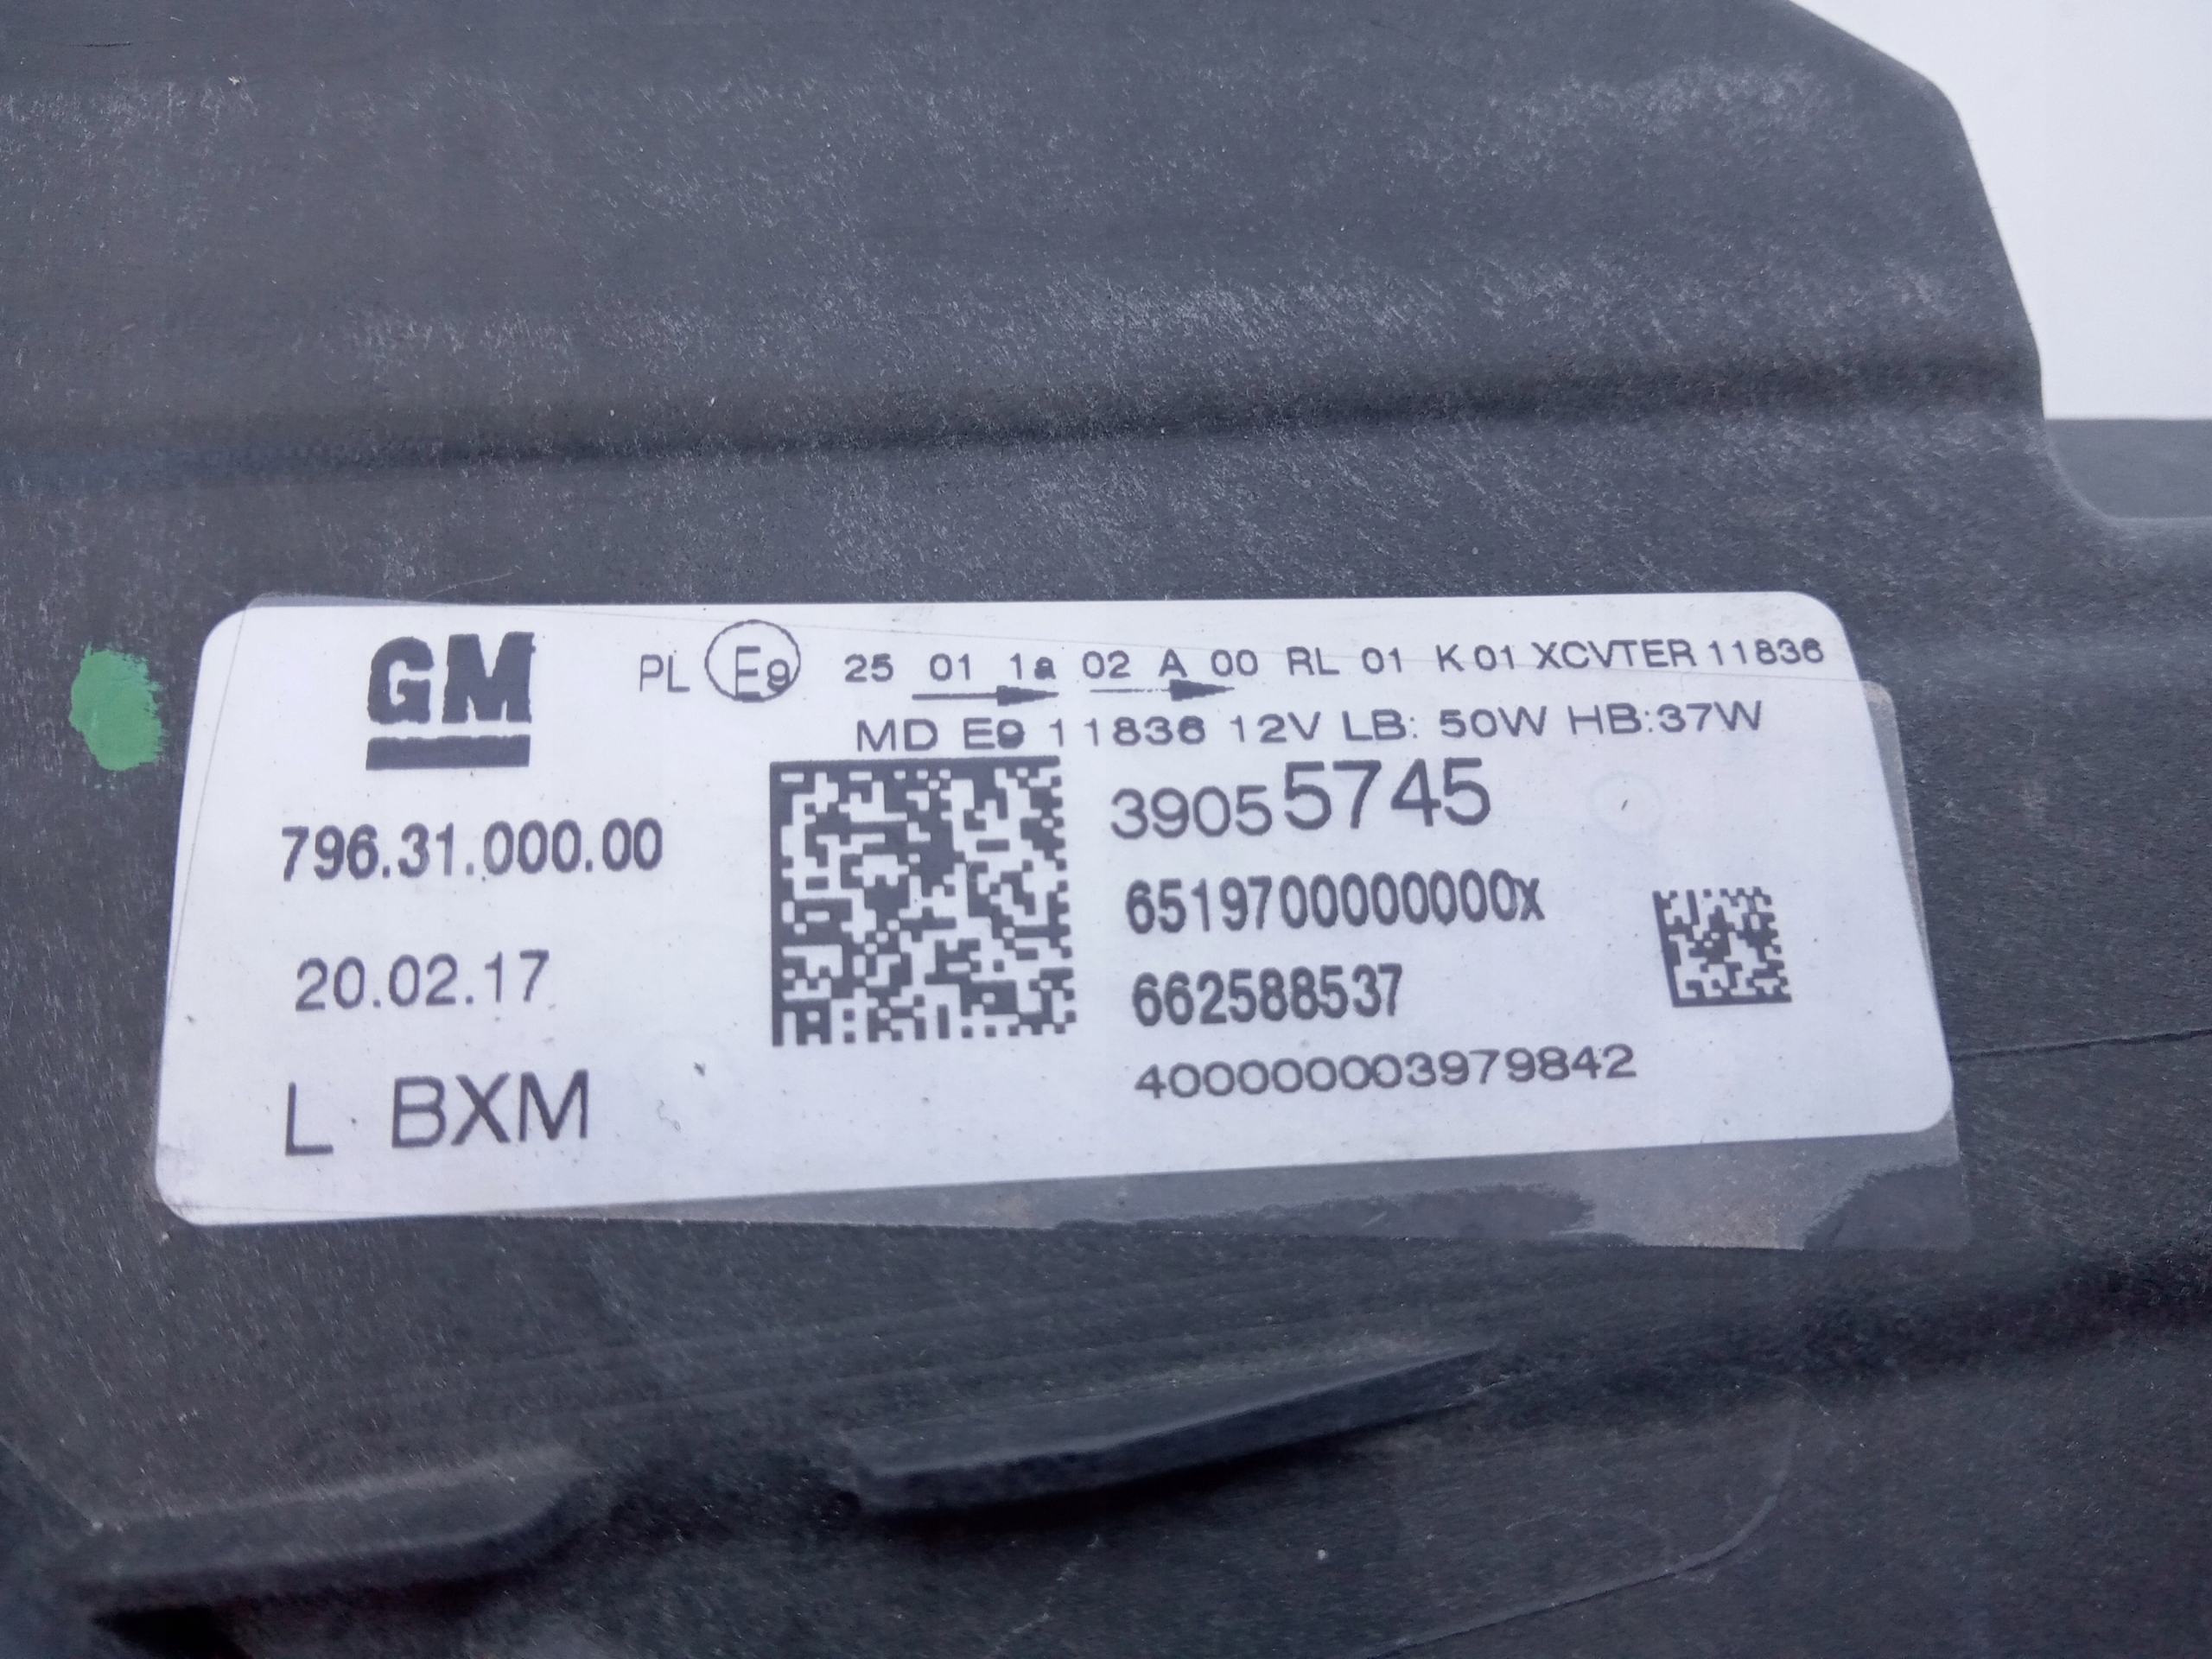 GM
PL E9 25 01 1a 02 A 00 RL 01 K 01 XCVTER 11836
MD E9 11836 12V LB: 50W HB:37W
39055745
796.31.000.00
6519700000000x
20.02.17
662588537
L BXM
400000003979842